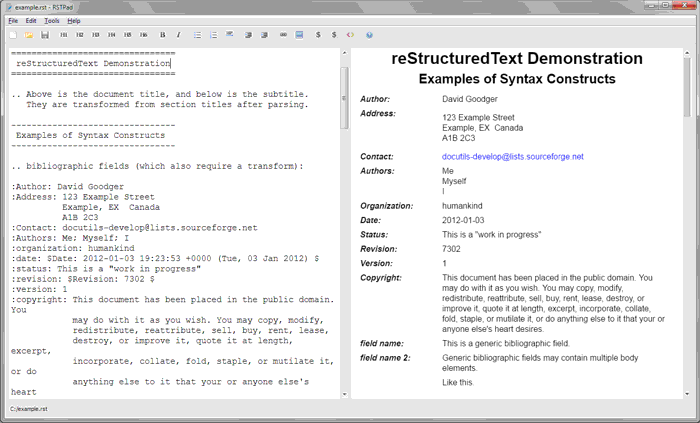 example.rst - RSTPad
File Edit Tools Help
H1 H2 H3 H4 H5 H6 B I $ $ <> ?
===============================
reStructuredText Demonstration
===============================
.. Above is the document title, and below is the subtitle.
They are transformed from section titles after parsing.
-------------------------------
Examples of Syntax Constructs
-------------------------------
.. bibliographic fields (which also require a transform):
:Author: David Goodger
:Address: 123 Example Street
Example, EX  Canada
A1B 2C3
:Contact: docutils-develop@lists.sourceforge.net
:Authors: Me; Myself; I
:organization: humankind
:date: $Date: 2012-01-03 19:23:53 +0000 (Tue, 03 Jan 2012) $
:status: This is a "work in progress"
:revision: $Revision: 7302 $
:version: 1
:copyright: This document has been placed in the public domain.
You
may do with it as you wish. You may copy, modify,
redistribute, reattribute, sell, buy, rent, lease,
destroy, or improve it, quote it at length,
excerpt,
incorporate, collate, fold, staple, or mutilate it,
or do
anything else to it that your or anyone else's
heart
reStructuredText Demonstration
Examples of Syntax Constructs
Author: David Goodger
Address: 123 Example Street
Example, EX  Canada
A1B 2C3
Contact: docutils-develop@lists.sourceforge.net
Authors: Me
Myself
I
Organization: humankind
Date: 2012-01-03
Status: This is a "work in progress"
Revision: 7302
Version: 1
Copyright: This document has been placed in the public domain. You
may do with it as you wish. You may copy, modify,
redistribute, reattribute, sell, buy, rent, lease, destroy, or
improve it, quote it at length, excerpt, incorporate, collate,
fold, staple, or mutilate it, or do anything else to it that your or
anyone else's heart desires.
field name: This is a generic bibliographic field.
field name 2: Generic bibliographic fields may contain multiple body
elements.
Like this.
C:/example.rst